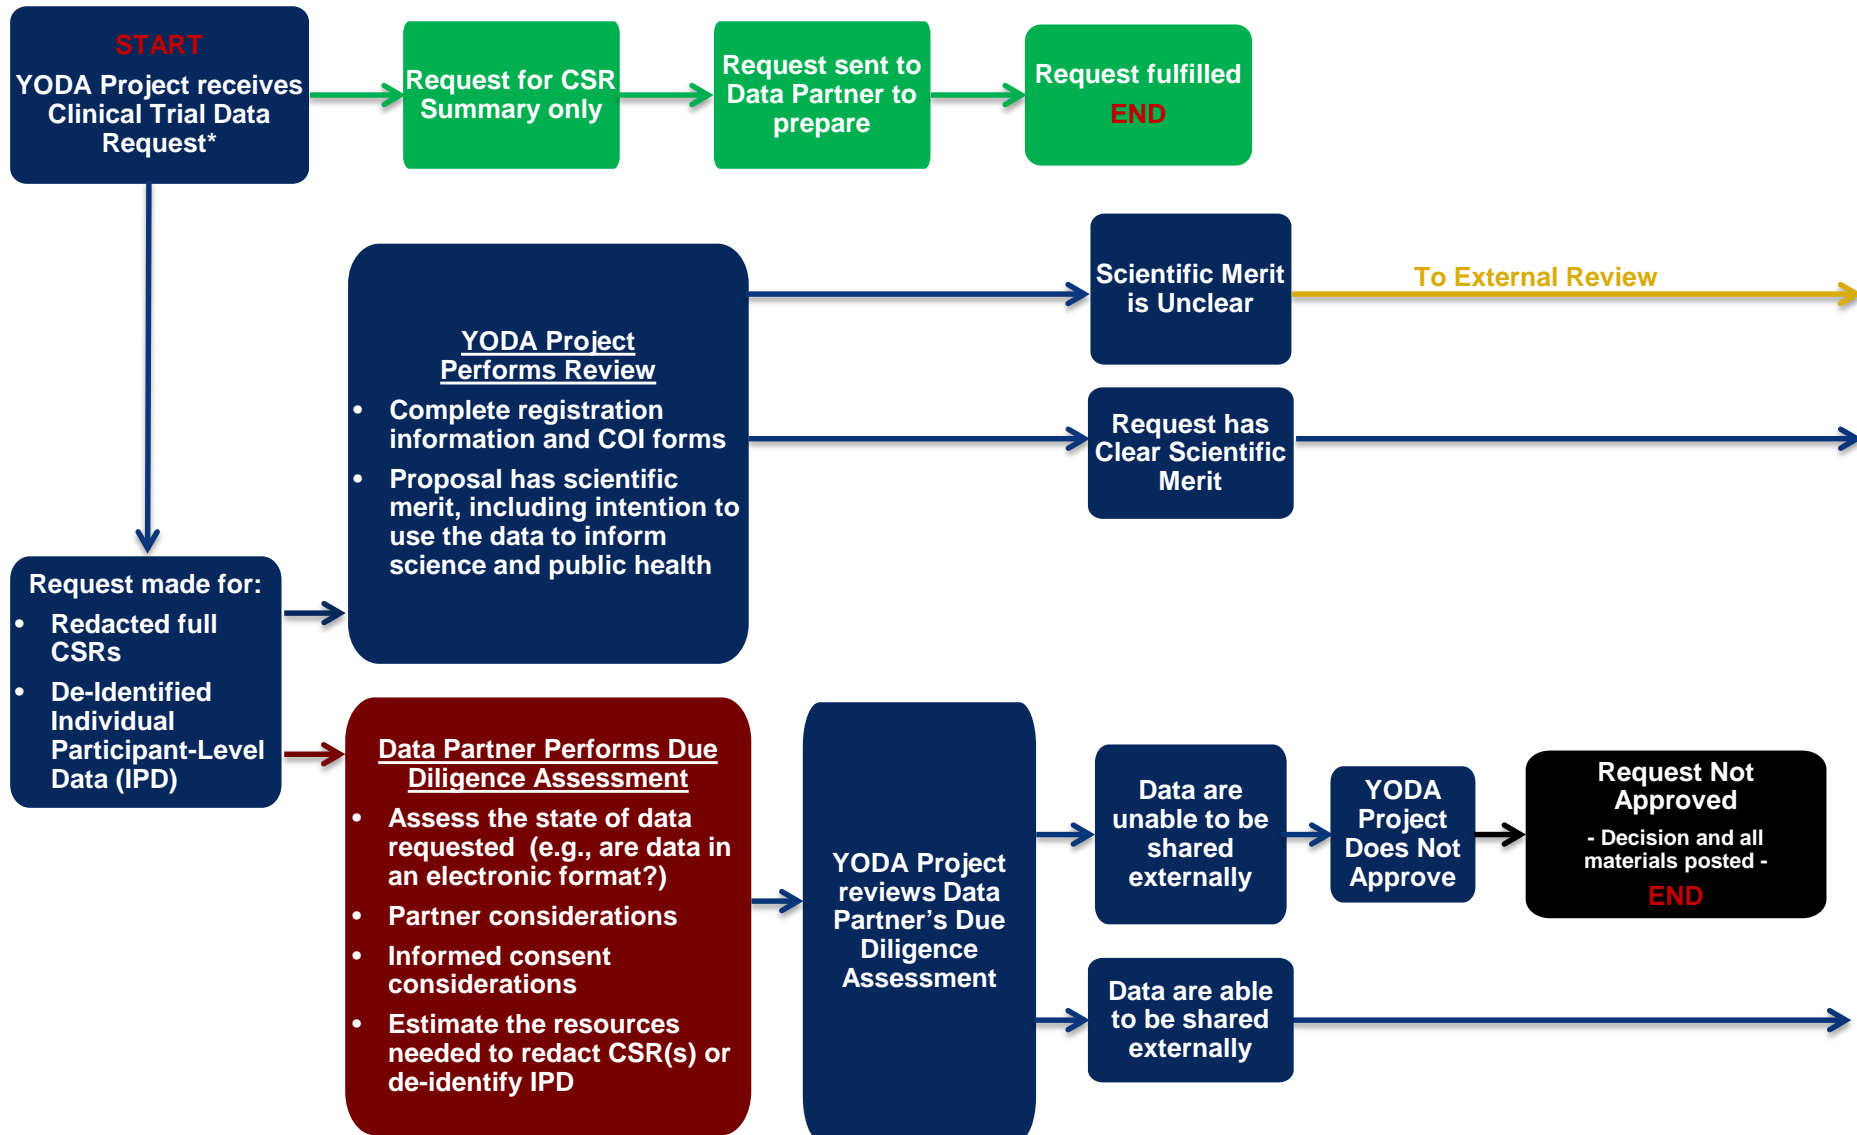 START
YODA Project receives
Clinical Trial Data
Request*
Request for CSR
Summary only
Request sent to
Data Partner to
prepare
Request fulfilled
END
Scientific Merit
is Unclear
To External Review
YODA Project
Performs Review
• Complete registration
information and COI forms
• Proposal has scientific
merit, including intention to
use the data to inform
science and public health
Request has
Clear Scientific
Merit
Request made for:
• Redacted full
CSRs
• De-Identified
Individual
Participant-Level
Data (IPD)
Data Partner Performs Due
Diligence Assessment
• Assess the state of data
requested (e.g., are data in
an electronic format?)
• Partner considerations
• Informed consent
considerations
• Estimate the resources
needed to redact CSR(s) or
de-identify IPD
YODA Project
reviews Data
Partner’s Due
Diligence
Assessment
Data are
unable to be
shared
externally
YODA
Project
Does Not
Approve
Request Not
Approved
- Decision and all
materials posted -
END
Data are able
to be shared
externally